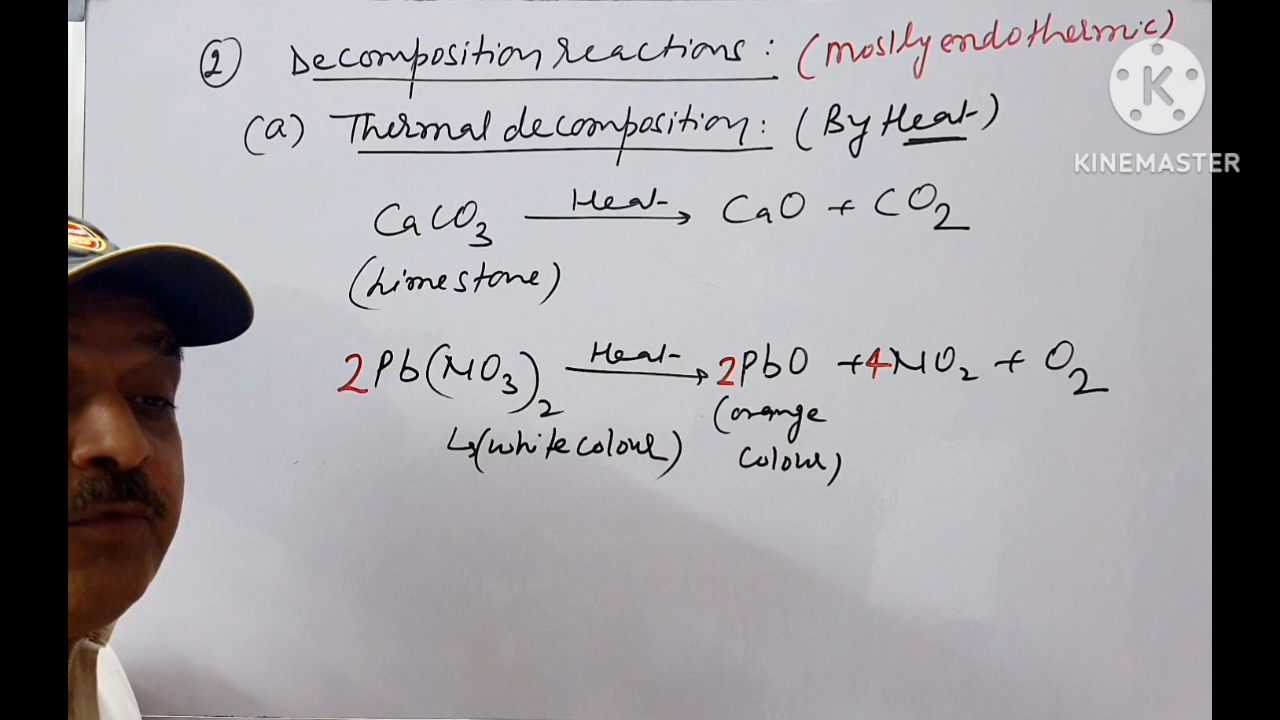 ② Decomposition reactions : (mostly endothermic)
(a) Thermal decomposition : (By Heat)
CaCO₃ —Heat→ CaO + CO₂
(Limestone)
2Pb(NO₃)₂ —Heat→ 2PbO + 4NO₂ + O₂
↳(white colour) (orange
colour)
K
KINEMASTER